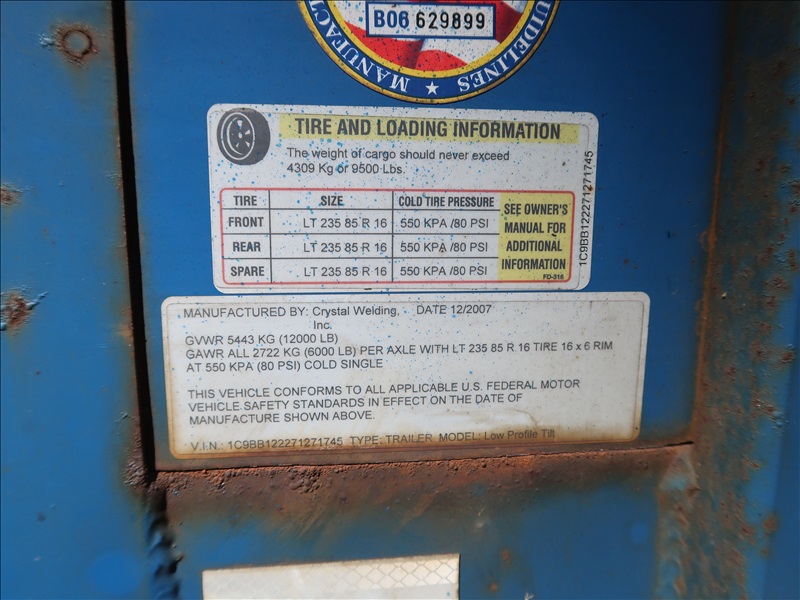 B06 629899
MANUFACT
UIDELINES
TIRE AND LOADING INFORMATION
The weight of cargo should never exceed
4309 Kg or 9500 Lbs.
TIRE SIZE COLD TIRE PRESSURE
FRONT LT 235 85 R 16 550 KPA /80 PSI
REAR LT 235 85 R 16 550 KPA /80 PSI
SPARE LT 235 85 R 16 550 KPA /80 PSI
SEE OWNER'S
MANUAL FOR
ADDITIONAL
INFORMATION
FD-316
1C9BB122271271745
MANUFACTURED BY: Crystal Welding, DATE 12/2007
Inc.
GVWR 5443 KG (12000 LB)
GAWR ALL 2722 KG (6000 LB) PER AXLE WITH LT 235 85 R 16 TIRE 16 x 6 RIM
AT 550 KPA (80 PSI) COLD SINGLE
THIS VEHICLE CONFORMS TO ALL APPLICABLE U.S. FEDERAL MOTOR
VEHICLE SAFETY STANDARDS IN EFFECT ON THE DATE OF
MANUFACTURE SHOWN ABOVE.
V.I.N.: 1C9BB122271271745 TYPE: TRAILER MODEL: Low Profile Tilt